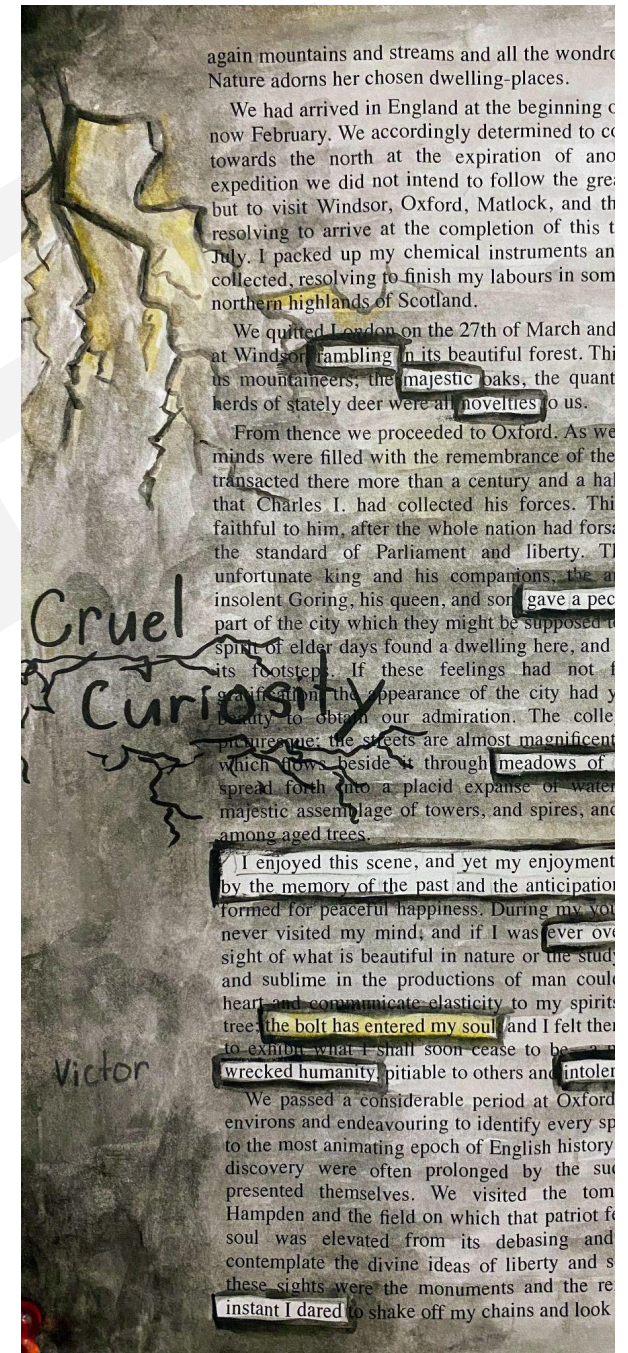 again mountains and streams and all the wondro
Nature adorns her chosen dwelling-places.
We had arrived in England at the beginning o
now February. We accordingly determined to co
towards the north at the expiration of ano
expedition we did not intend to follow the grea
but to visit Windsor, Oxford, Matlock, and th
resolving to arrive at the completion of this t
July. I packed up my chemical instruments an
collected, resolving to finish my labours in som
northern highlands of Scotland.
We quitted London on the 27th of March and
at Windsor rambling in its beautiful forest. Thi
us mountaineers; the majestic oaks, the quant
herds of stately deer were all novelties to us.
From thence we proceeded to Oxford. As we
minds were filled with the remembrance of the
transacted there more than a century and a hal
that Charles I. had collected his forces. Thi
faithful to him, after the whole nation had forsa
the standard of Parliament and liberty. Th
unfortunate king and his companions, the a
insolent Goring, his queen, and son gave a pec
part of the city which they might be supposed t
Cruel
spirit of elder days found a dwelling here, and
its footsteps. If these feelings had not f
Curiosity
gratification, the appearance of the city had y
beauty to obtain our admiration. The colle
picturesque; the streets are almost magnificent
which flows beside it through meadows of
spread forth into a placid expanse of water
majestic assemblage of towers, and spires, and
among aged trees.
I enjoyed this scene, and yet my enjoyment
by the memory of the past and the anticipation
formed for peaceful happiness. During my you
never visited my mind, and if I was ever ove
sight of what is beautiful in nature or the study
and sublime in the productions of man could
heart and communicate elasticity to my spirits
tree; the bolt has entered my soul; and I felt then
to exhibit what I shall soon cease to be
Victor
wrecked humanity, pitiable to others and intoler
We passed a considerable period at Oxford
environs and endeavouring to identify every sp
to the most animating epoch of English history
discovery were often prolonged by the suc
presented themselves. We visited the tom
Hampden and the field on which that patriot fe
soul was elevated from its debasing and
contemplate the divine ideas of liberty and s
these sights were the monuments and the re
instant I dared to shake off my chains and look